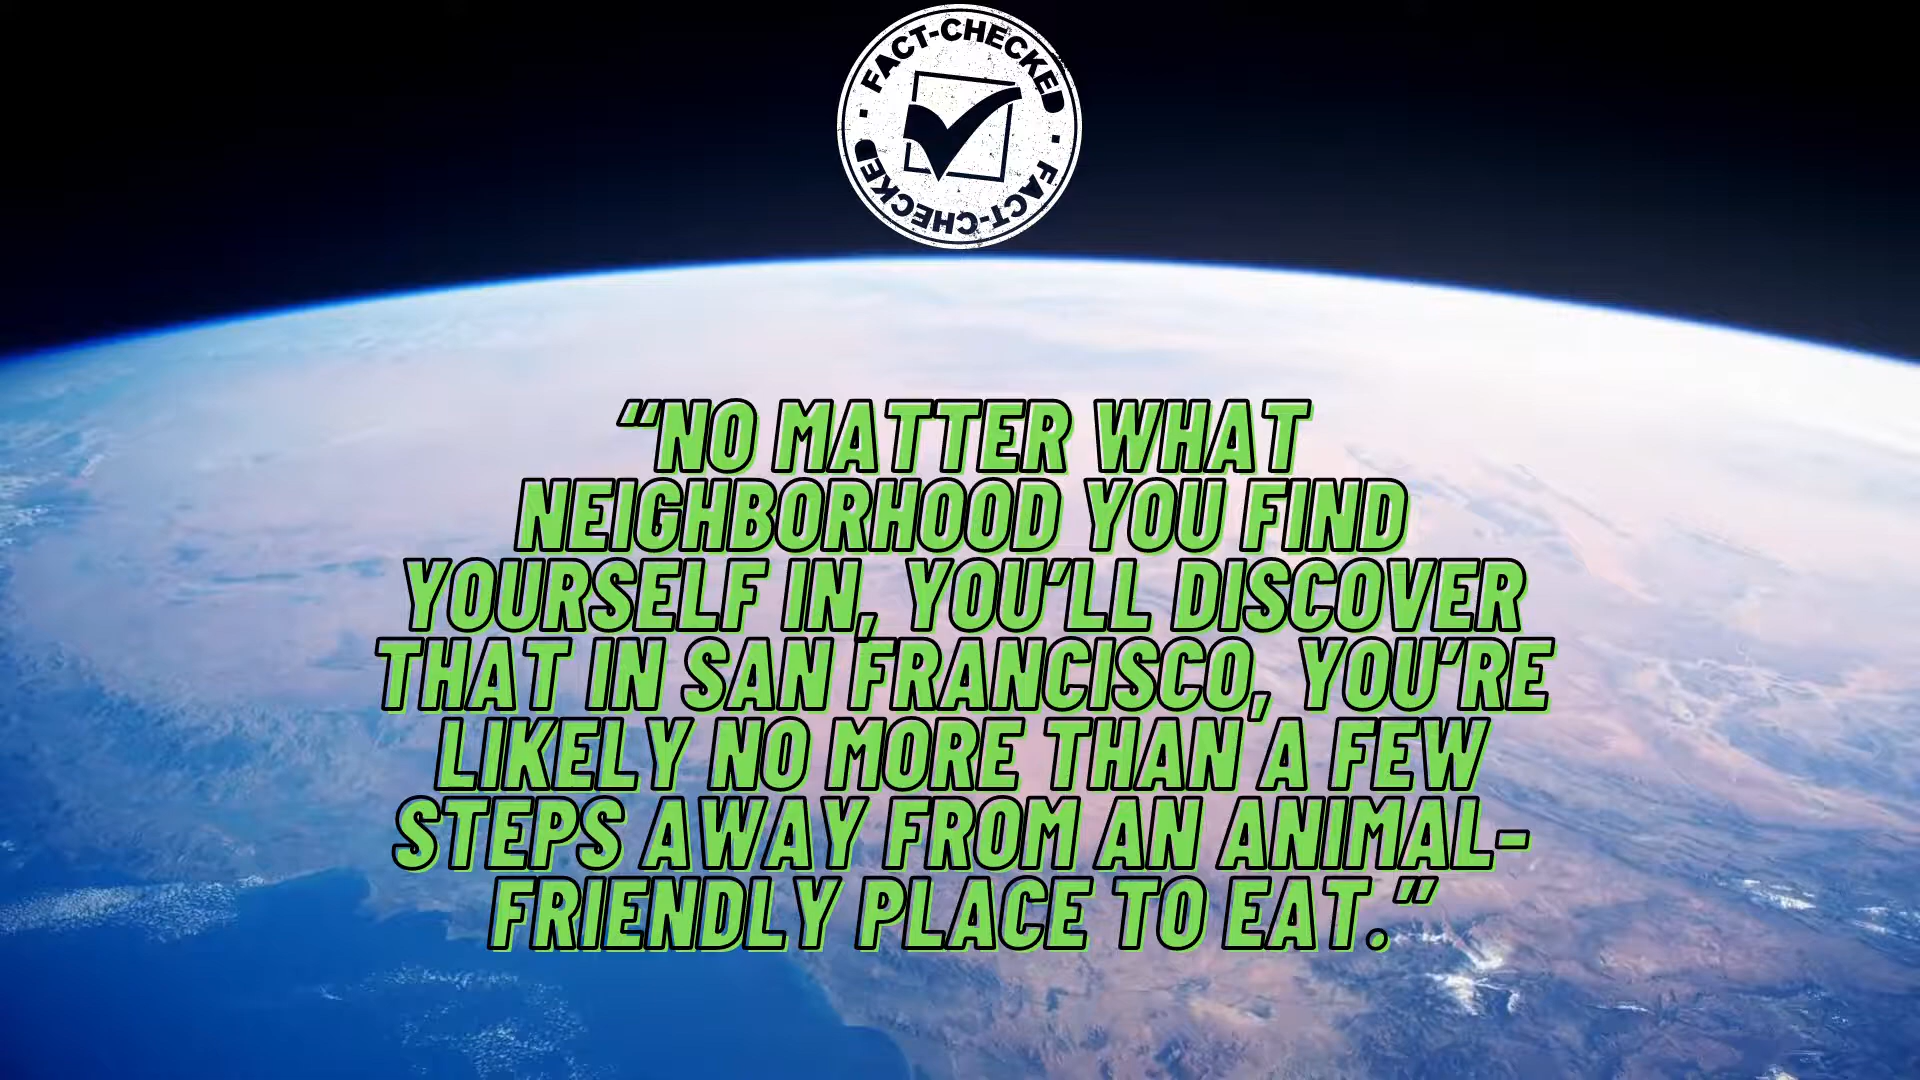 FACT-CHECKED · FACT-CHECKED ·
“NO MATTER WHAT
NEIGHBORHOOD YOU FIND
YOURSELF IN, YOU’LL DISCOVER
THAT IN SAN FRANCISCO, YOU’RE
LIKELY NO MORE THAN A FEW
STEPS AWAY FROM AN ANIMAL-
FRIENDLY PLACE TO EAT.”